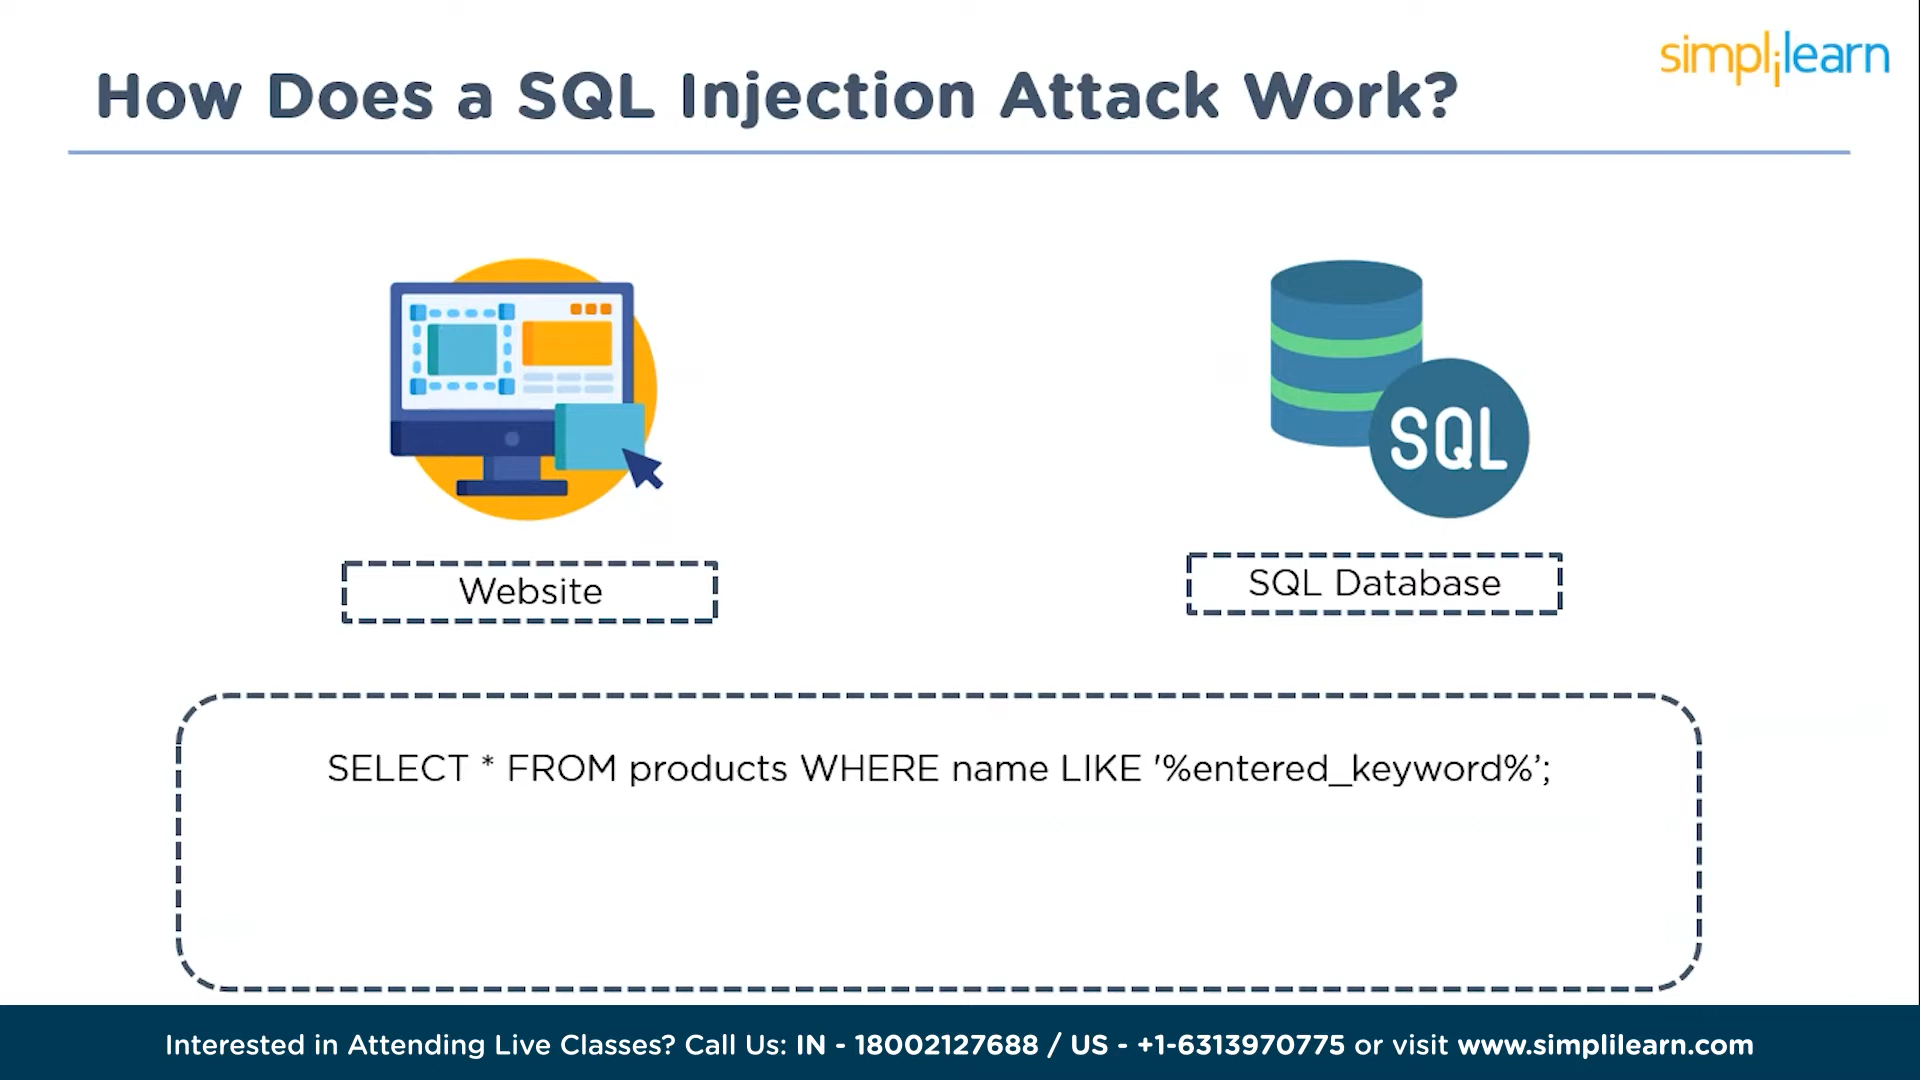 simplilearn
How Does a SQL Injection Attack Work?
SQL
Website
SQL Database
SELECT * FROM products WHERE name LIKE '%entered_keyword%’;
Interested in Attending Live Classes? Call Us: IN - 18002127688 / US - +1-6313970775 or visit www.simplilearn.com